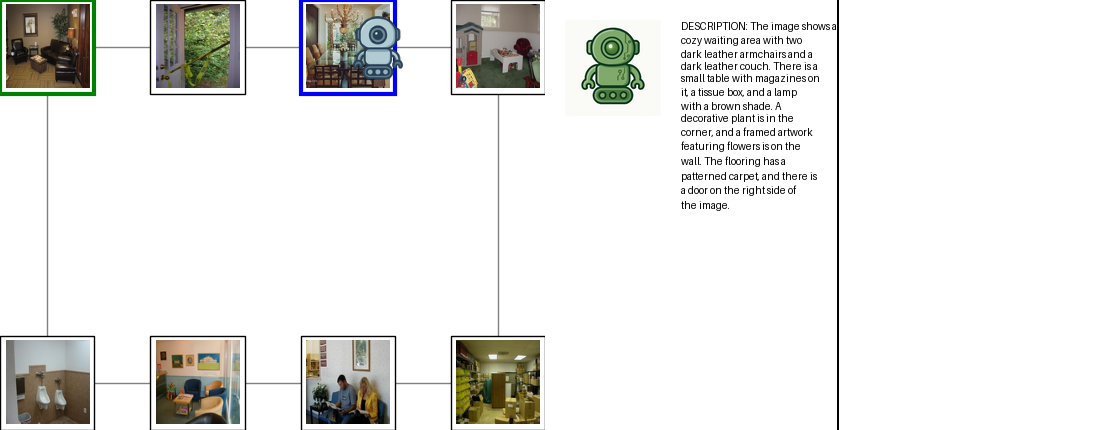 DESCRIPTION: The image shows a
cozy waiting area with two
dark leather armchairs and a
dark leather couch. There is a
small table with magazines on
it, a tissue box, and a lamp
with a brown shade. A
decorative plant is in the
corner, and a framed artwork
featuring flowers is on the
wall. The flooring has a
patterned carpet, and there is
a door on the right side of
the image.